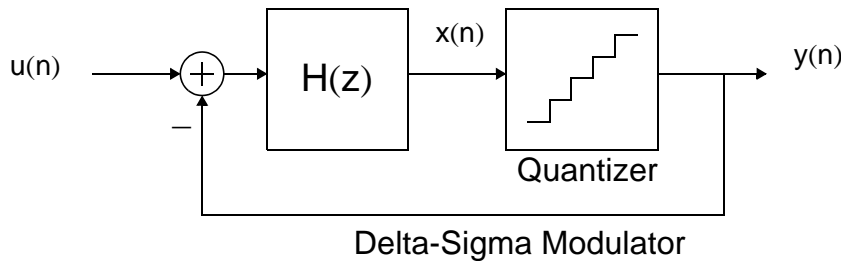 u(n)
+
H(z)
x(n)
y(n)
−
Quantizer
Delta-Sigma Modulator